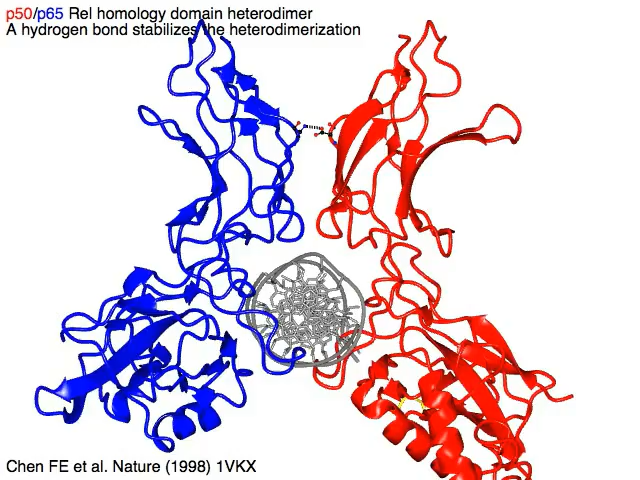 p50/p65 Rel homology domain heterodimer
A hydrogen bond stabilizes the heterodimerization
Chen FE et al. Nature (1998) 1VKX